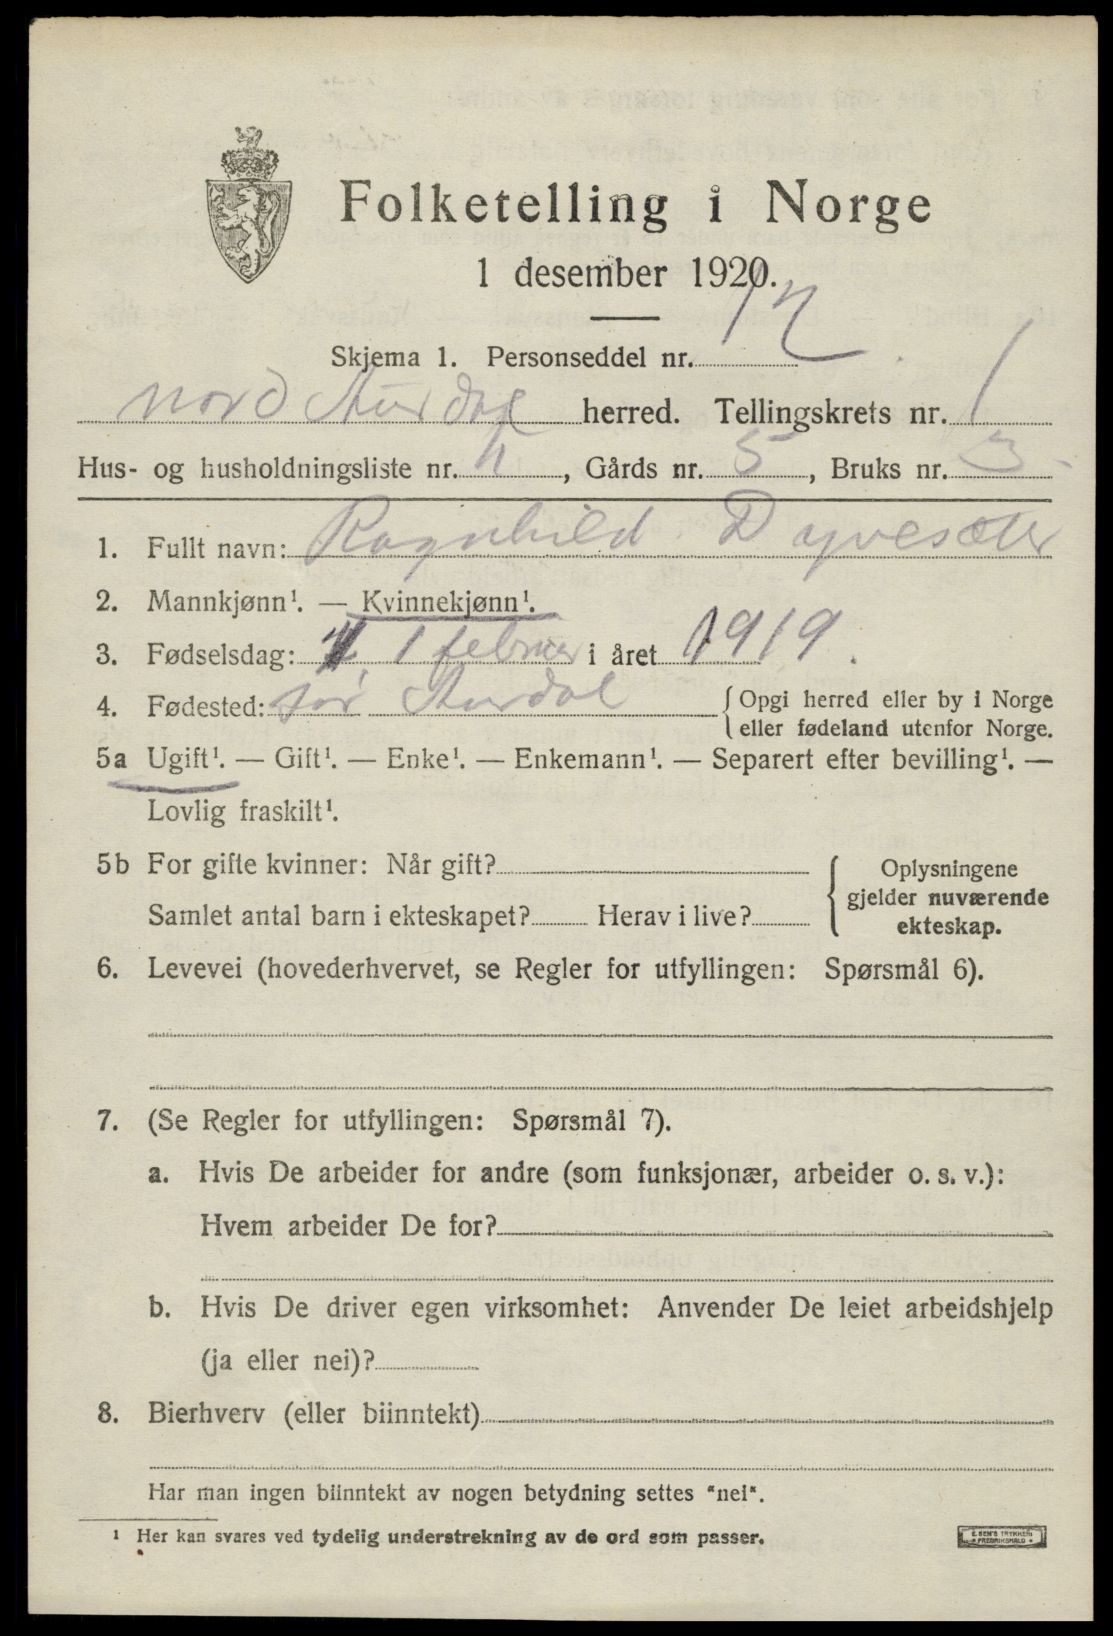 Folketelling i Norge
1 desember 1920.
Skjema 1. Personseddel nr. 12.
Nord Aurdal herred. Tellingskrets nr. 1
Hus- og husholdningsliste nr. 4, Gårds nr. 5, Bruks nr. 3
1. Fullt navn: Ragnhild Dyvesæter
2. Mannkjønn¹. — Kvinnekjønn¹.
3. Fødselsdag: 1 februar i året 1919.
4. Fødested: sør Aurdal {Opgi herred eller by i Norge
eller fødeland utenfor Norge.
5a Ugift¹. — Gift¹. — Enke¹. — Enkemann¹. — Separert efter bevilling¹. —
Lovlig fraskilt¹.
5b For gifte kvinner: Når gift?
Samlet antal barn i ekteskapet? Herav i live?
{Oplysningene
gjelder nuværende
ekteskap.
6. Levevei (hovederhvervet, se Regler for utfyllingen: Spørsmål 6).
7. (Se Regler for utfyllingen: Spørsmål 7).
a. Hvis De arbeider for andre (som funksjonær, arbeider o. s. v.):
Hvem arbeider De for?
b. Hvis De driver egen virksomhet: Anvender De leiet arbeidshjelp
(ja eller nei)?
8. Bierhverv (eller biinntekt)
Har man ingen biinntekt av nogen betydning settes "nei".
¹ Her kan svares ved tydelig understrekning av de ord som passer.